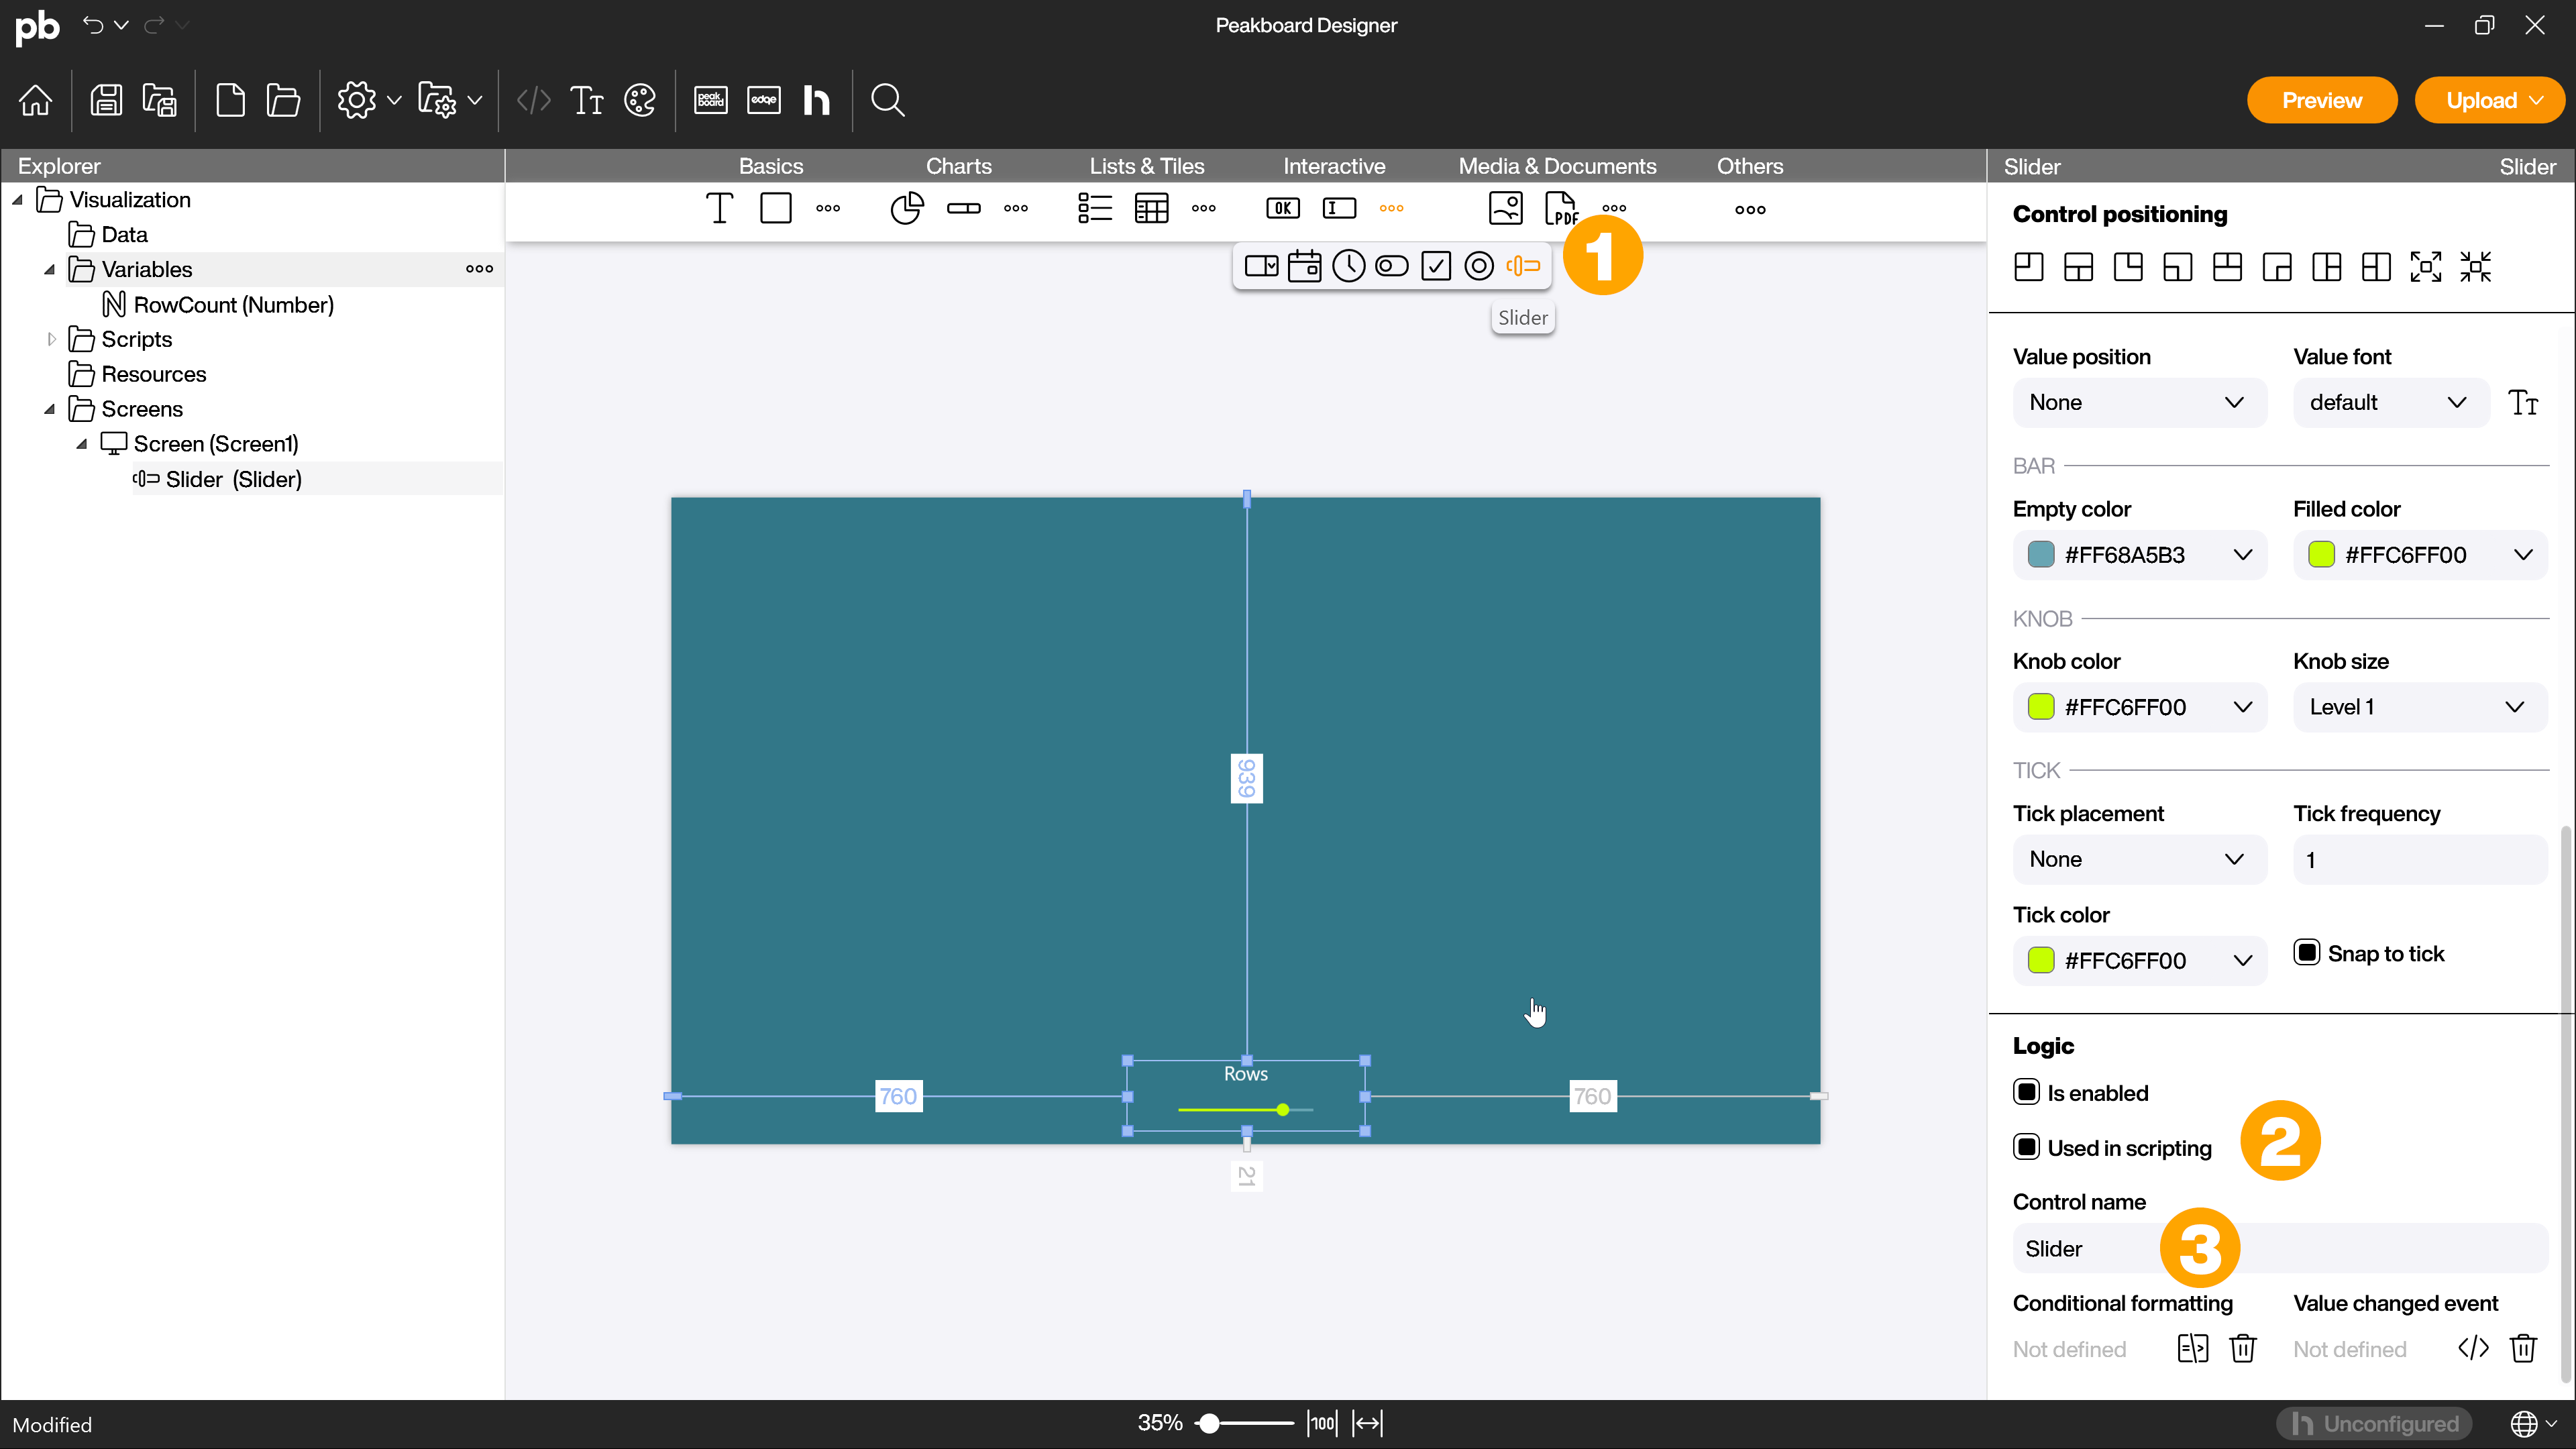 pb
Peakboard Designer
peak board
edge
h
Preview
Upload
Explorer
Basics
Charts
Lists & Tiles
Interactive
Media & Documents
Others
Slider
Slider
Visualization
Data
Variables
RowCount (Number)
Scripts
Resources
Screens
Screen (Screen1)
Slider (Slider)
OK
I
PDF
1
Slider
939
760
Rows
760
21
Control positioning
Value position
Value font
None
default
BAR
Empty color
Filled color
#FF68A5B3
#FFC6FF00
KNOB
Knob color
Knob size
#FFC6FF00
Level 1
TICK
Tick placement
Tick frequency
None
1
Tick color
#FFC6FF00
Snap to tick
Logic
Is enabled
Used in scripting
2
Control name
Slider
3
Conditional formatting
Value changed event
Not defined
Not defined
Modified
35%
100
h Unconfigured